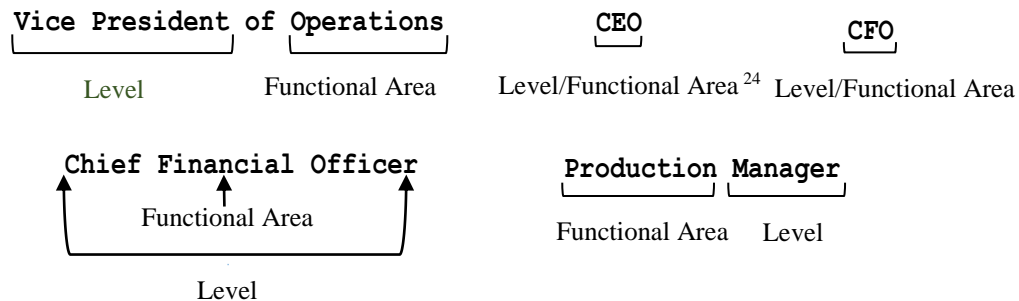 Vice President of Operations
Level
Functional Area
CEO
Level/Functional Area 24
CFO
Level/Functional Area
Chief Financial Officer
Functional Area
Level
Production Manager
Functional Area
Level